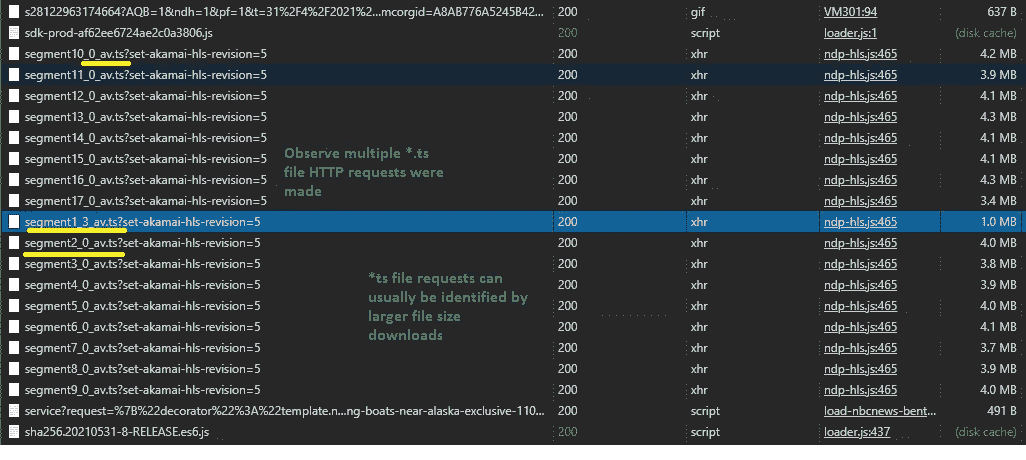 s28122963174664?AQB=1&ndh=1&pf=1&t=31%2F4%2F2021%2...mcorgid=A8AB776A5245B42... 200 gif VM301:94 637 B
sdk-prod-af62ee6724ae2c0a3806.js 200 script loader.js:1 (disk cache)
segment10_0_av.ts?set-akamai-hls-revision=5 200 xhr ndp-hls.js:465 4.2 MB
segment11_0_av.ts?set-akamai-hls-revision=5 200 xhr ndp-hls.js:465 3.9 MB
segment12_0_av.ts?set-akamai-hls-revision=5 200 xhr ndp-hls.js:465 4.1 MB
segment13_0_av.ts?set-akamai-hls-revision=5 200 xhr ndp-hls.js:465 4.3 MB
segment14_0_av.ts?set-akamai-hls-revision=5 200 xhr ndp-hls.js:465 4.1 MB
segment15_0_av.ts?set-akamai-hls-revision=5 200 xhr ndp-hls.js:465 4.1 MB
segment16_0_av.ts?set-akamai-hls-revision=5 200 xhr ndp-hls.js:465 4.3 MB
segment17_0_av.ts?set-akamai-hls-revision=5 200 xhr ndp-hls.js:465 3.4 MB
Observe multiple *.ts
file HTTP requests were
made
segment1_3_av.ts?set-akamai-hls-revision=5 200 xhr ndp-hls.js:465 1.0 MB
segment2_0_av.ts?set-akamai-hls-revision=5 200 xhr ndp-hls.js:465 4.0 MB
segment3_0_av.ts?set-akamai-hls-revision=5 200 xhr ndp-hls.js:465 3.8 MB
segment4_0_av.ts?set-akamai-hls-revision=5 200 xhr ndp-hls.js:465 3.9 MB
segment5_0_av.ts?set-akamai-hls-revision=5 200 xhr ndp-hls.js:465 4.0 MB
segment6_0_av.ts?set-akamai-hls-revision=5 200 xhr ndp-hls.js:465 4.1 MB
segment7_0_av.ts?set-akamai-hls-revision=5 200 xhr ndp-hls.js:465 3.7 MB
*ts file requests can
usually be identified by
larger file size
downloads
segment8_0_av.ts?set-akamai-hls-revision=5 200 xhr ndp-hls.js:465 3.9 MB
segment9_0_av.ts?set-akamai-hls-revision=5 200 xhr ndp-hls.js:465 4.0 MB
service?request=%7B%22decorator%22%3A%22template.n...ng-boats-near-alaska-exclusive-110... 200 script load-nbcnews-bent... 491 B
sha256.20210531-8-RELEASE.es6.js 200 script loader.js:437 (disk cache)